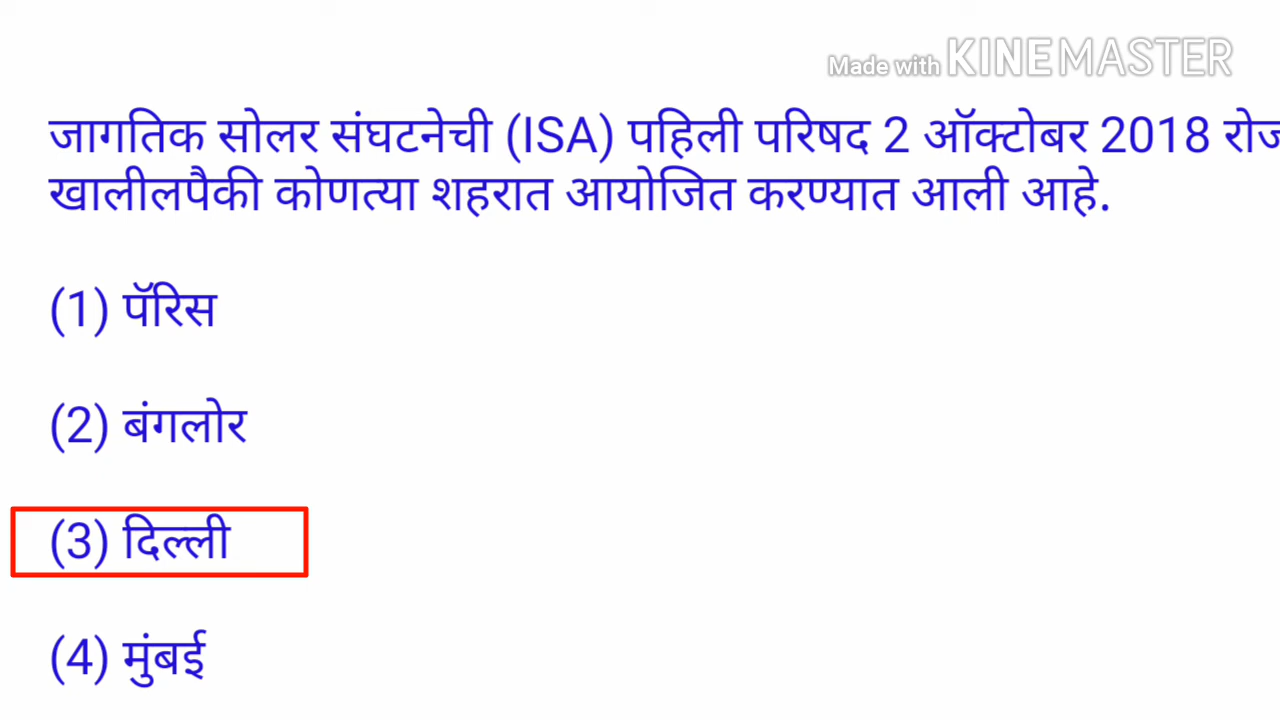 Made with KINEMASTER
जागतिक सोलर संघटनेची (ISA) पहिली परिषद 2 ऑक्टोबर 2018
खालीलपैकी कोणत्या शहरात आयोजित करण्यात आली आहे.
(1) पॅरिस
(2) बंगलोर
(3) दिल्ली
(4) मुंबई